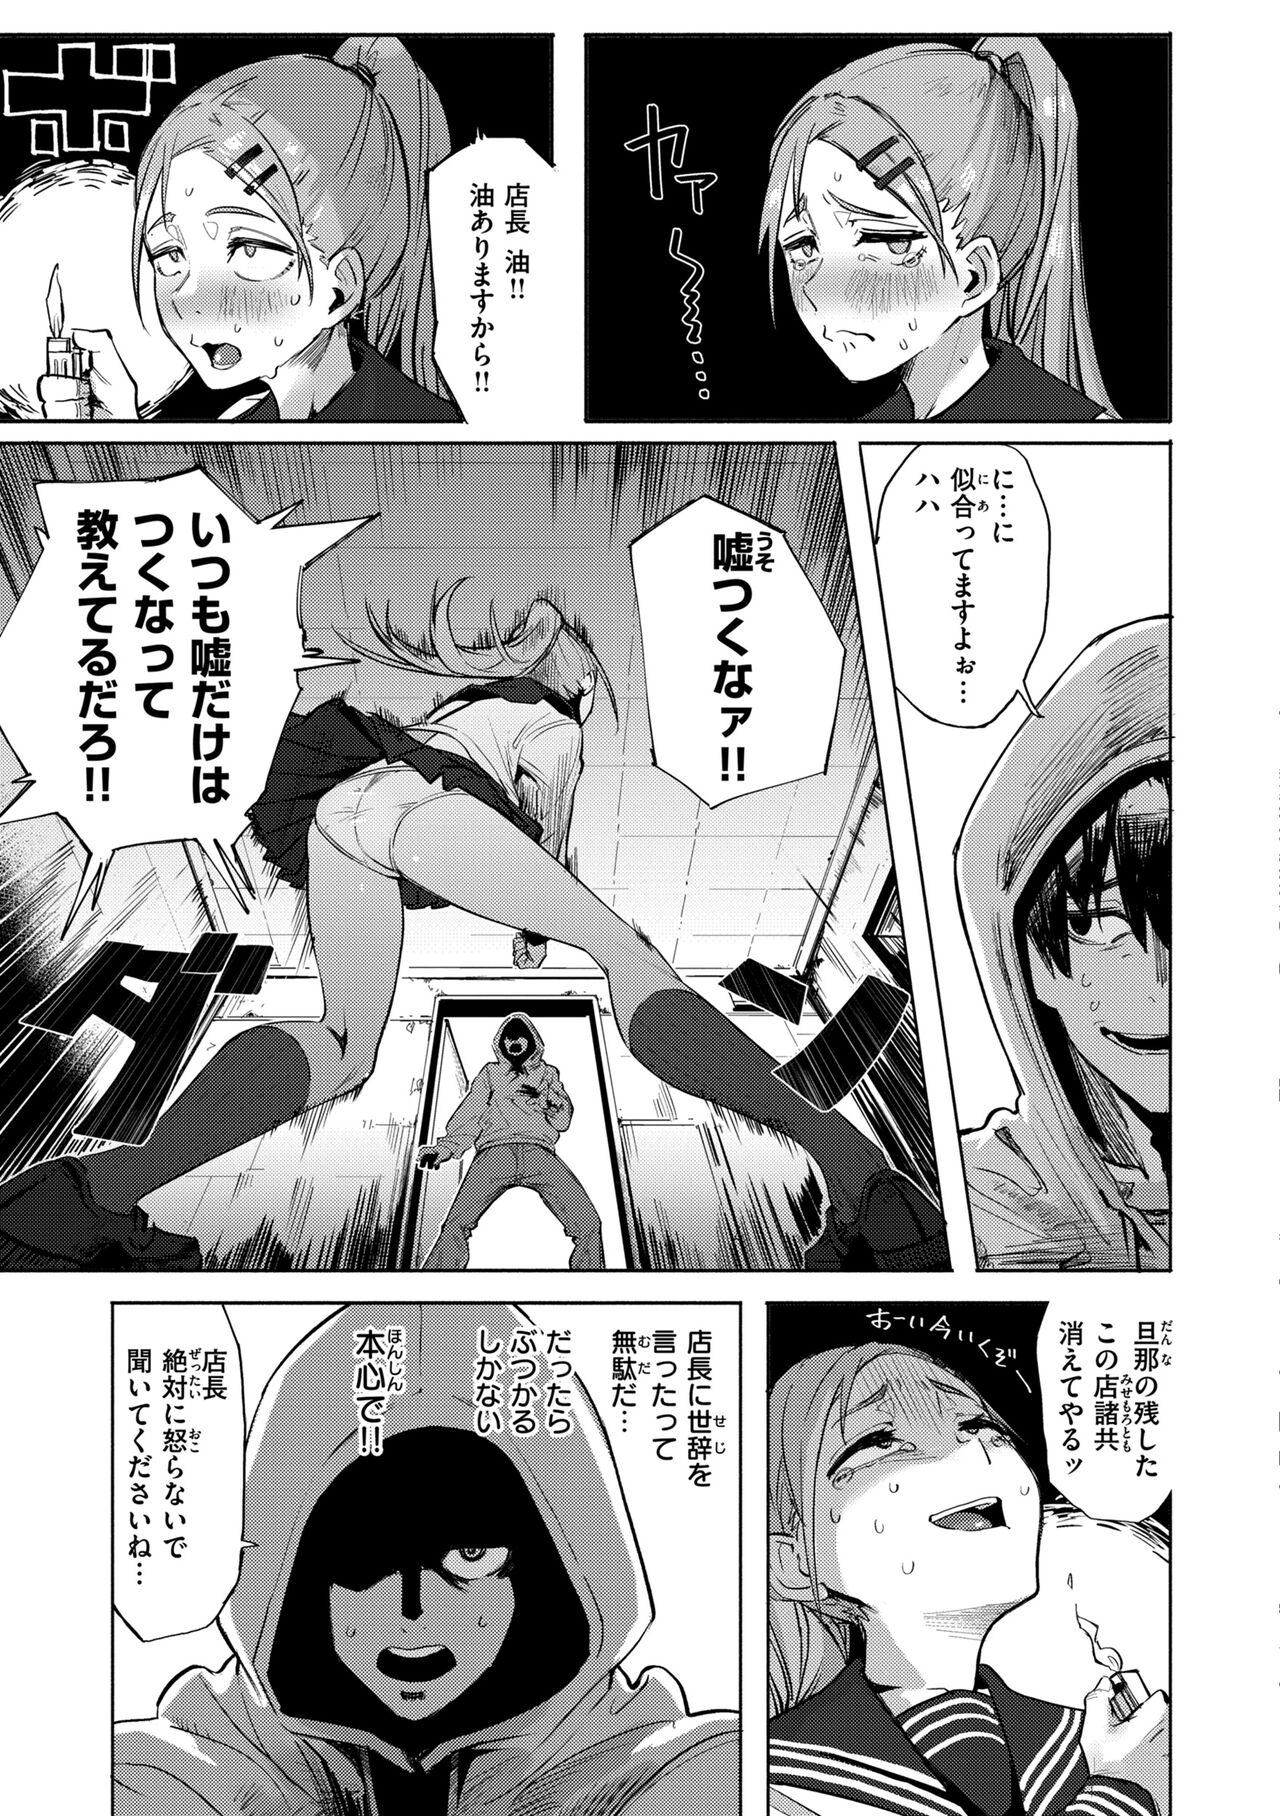 カァ〜〜……
店長 油!!
油ありますから!!
ボ
に…に
似合ってますよぉ…
ハハ
嘘つくなァ!!
いつも嘘だけは
つくなって
教えてるだろ!!
ダッ
旦那の残した
この店諸共
消えてやるッ
おーい今いくぞー
店長に世辞を
言ったって
無駄だ…
だったら
ぶつかる
しかない
本心で!!
店長
絶対に怒らないで
聞いてくださいね…